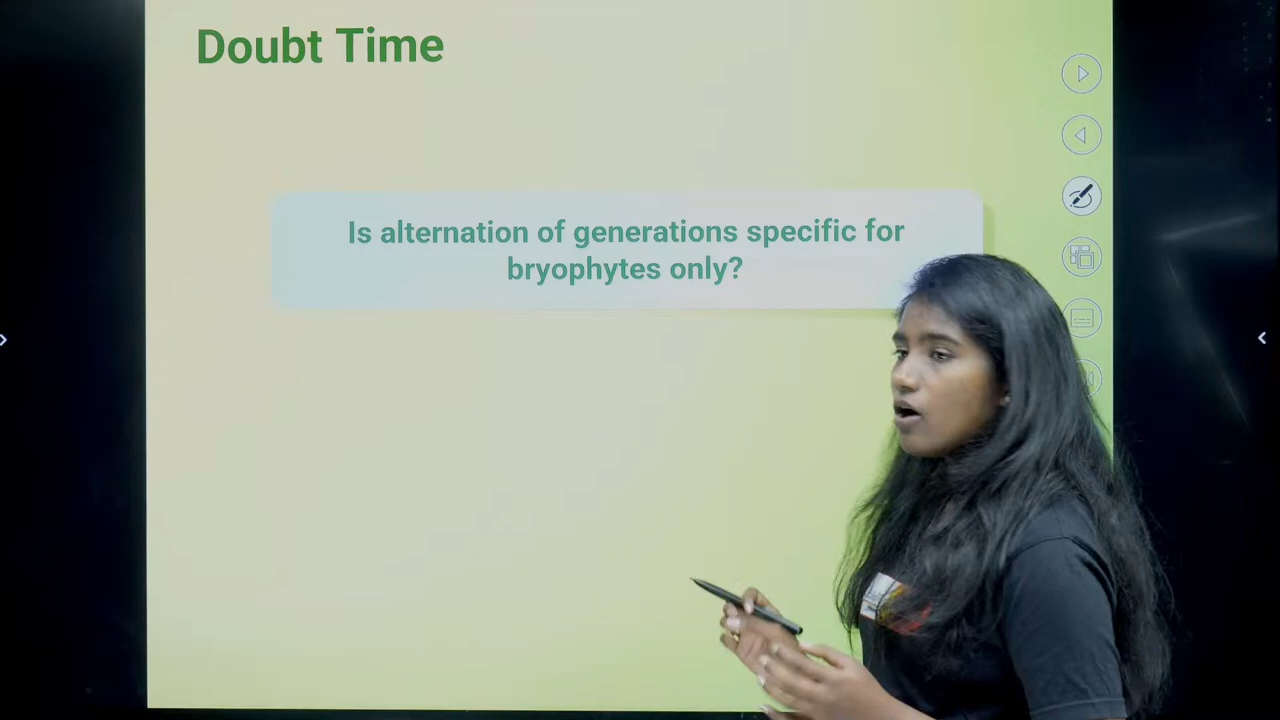 Doubt Time
Is alternation of generations specific for
bryophytes only?